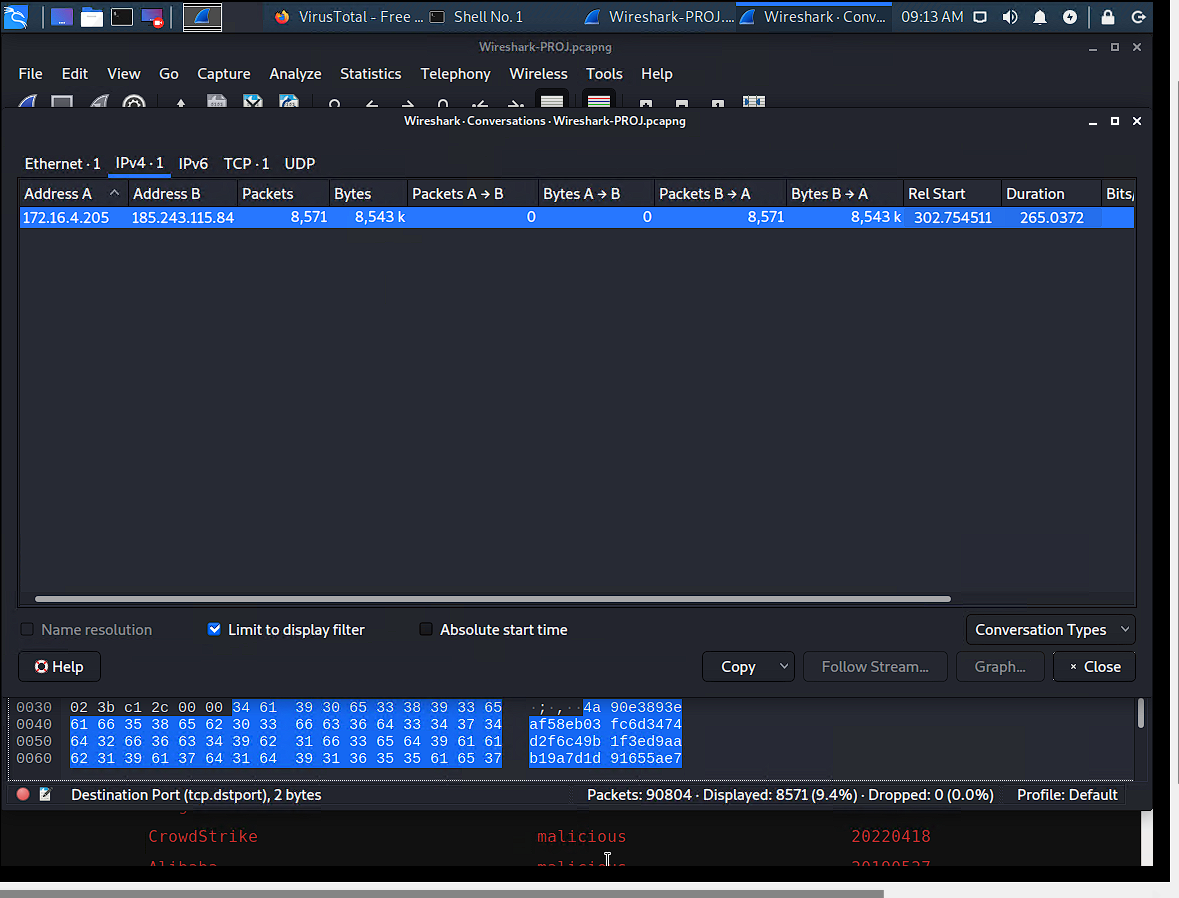 VirusTotal - Free ... Shell No. 1 Wireshark-PROJ.... Wireshark · Conv... 09:13 AM
Wireshark-PROJ.pcapng
File Edit View Go Capture Analyze Statistics Telephony Wireless Tools Help
Wireshark · Conversations · Wireshark-PROJ.pcapng
Ethernet · 1 IPv4 · 1 IPv6 TCP · 1 UDP
Address A Address B Packets Bytes Packets A → B Bytes A → B Packets B → A Bytes B → A Rel Start Duration Bits/
172.16.4.205 185.243.115.84 8,571 8,543 k 0 0 8,571 8,543 k 302.754511 265.0372
Name resolution Limit to display filter Absolute start time Conversation Types
Help Copy Follow Stream... Graph... × Close
0030 02 3b c1 2c 00 00 34 61 39 30 65 33 38 39 33 65 ·;·,··4a 90e3893e
0040 61 66 35 38 65 62 30 33 66 63 36 64 33 34 37 34 af58eb03 fc6d3474
0050 64 32 66 36 63 34 39 62 31 66 33 65 64 39 61 61 d2f6c49b 1f3ed9aa
0060 62 31 39 61 37 64 31 64 39 31 36 35 35 61 65 37 b19a7d1d 91655ae7
Destination Port (tcp.dstport), 2 bytes Packets: 90804 · Displayed: 8571 (9.4%) · Dropped: 0 (0.0%) Profile: Default
CrowdStrike malicious 20220418
Alibaba malicious 20190527